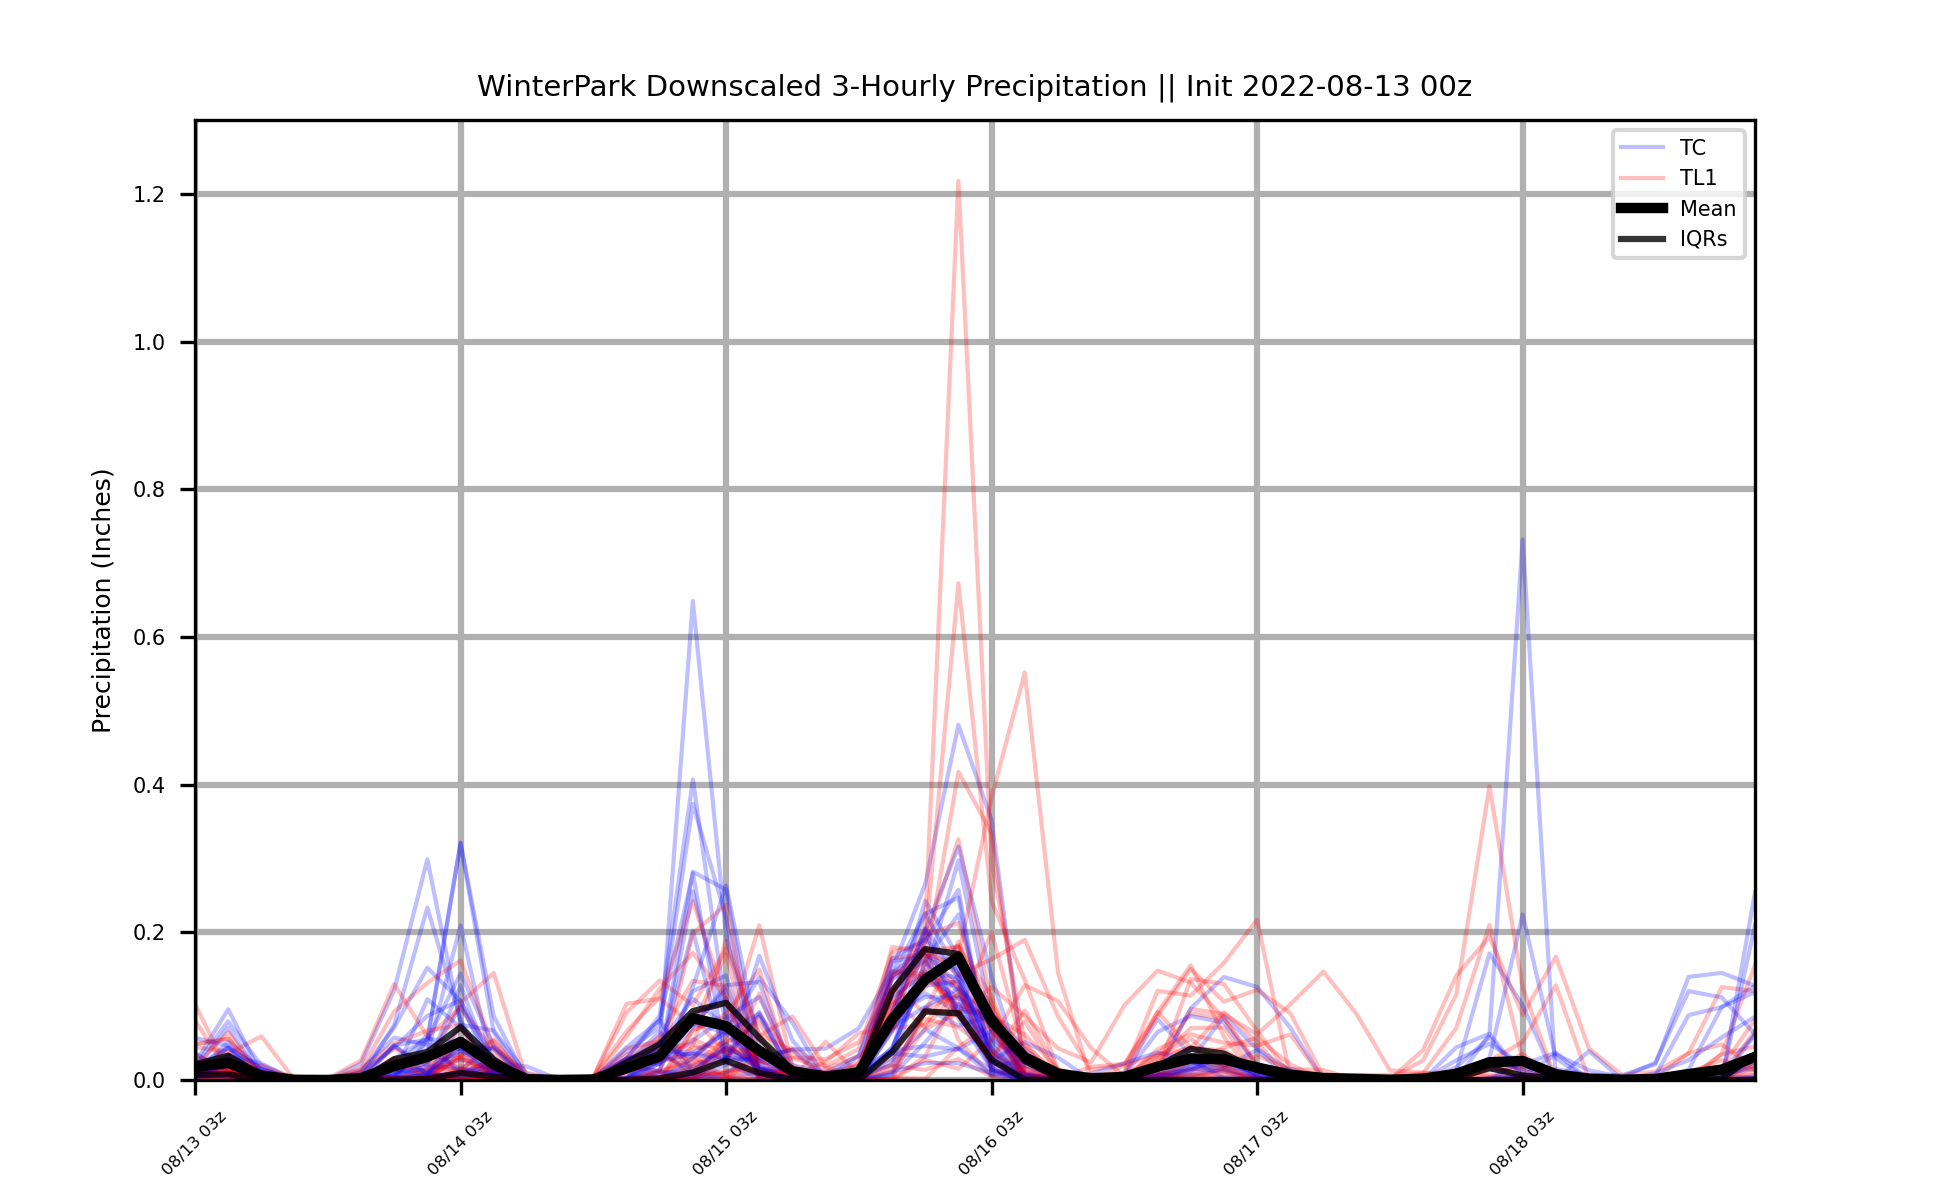 WinterPark Downscaled 3-Hourly Precipitation || Init 2022-08-13 00z
TC
TL1
Mean
IQRs
Precipitation (Inches)
1.2
1.0
0.8
0.6
0.4
0.2
0.0
08/13 03z
08/14 03z
08/15 03z
08/16 03z
08/17 03z
08/18 03z